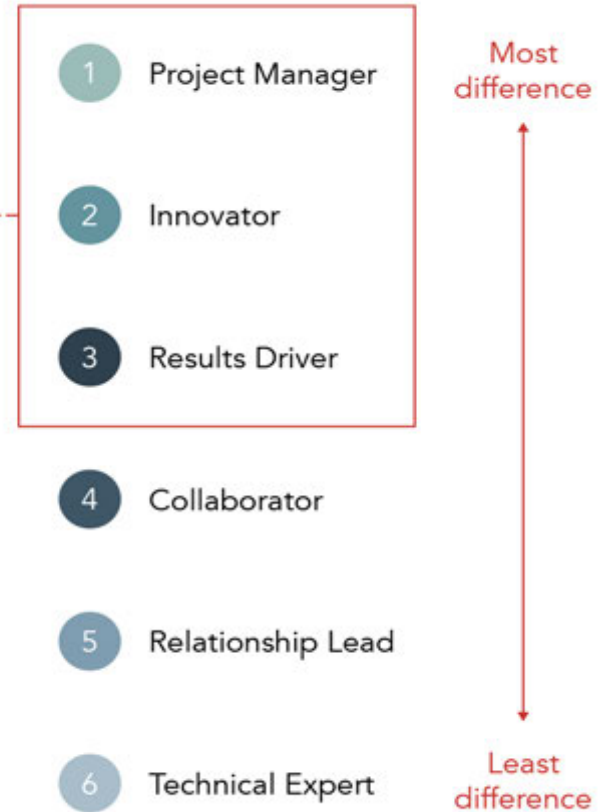 1 Project Manager
Most
difference
2 Innovator
3 Results Driver
4 Collaborator
5 Relationship Lead
6 Technical Expert
Least
difference